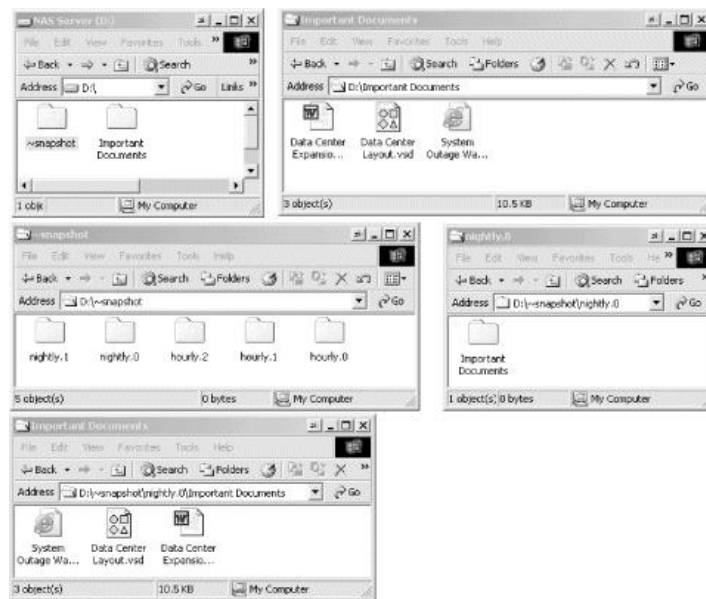 NAS Server (D:)
File Edit View Favorites Tools »
Back Search »
Address D:\ Go Links »
~snapshot Important
Documents
1 obje My Computer
Important Documents
File Edit View Favorites Tools Help
Back Search Folders
Address D:\Important Documents Go
Data Center Data Center System
Expansio... Layout.vsd Outage Wa...
3 object(s) 10.5 KB My Computer
~snapshot
File Edit View Favorites Tools Help
Back Search Folders
Address D:\~snapshot Go
nightly.1 nightly.0 hourly.2 hourly.1 hourly.0
5 object(s) 0 bytes My Computer
nightly.0
File Edit View Favorites Tools He »
Back Search Folders »
Address D:\~snapshot\nightly.0 Go
Important
Documents
1 object(s) 0 bytes My Computer
Important Documents
File Edit View Favorites Tools Help
Back Search Folders »
Address D:\~snapshot\nightly.0\Important Documents Go
System Data Center Data Center
Outage Wa... Layout.vsd Expansio...
3 object(s) 10.5 KB My Computer